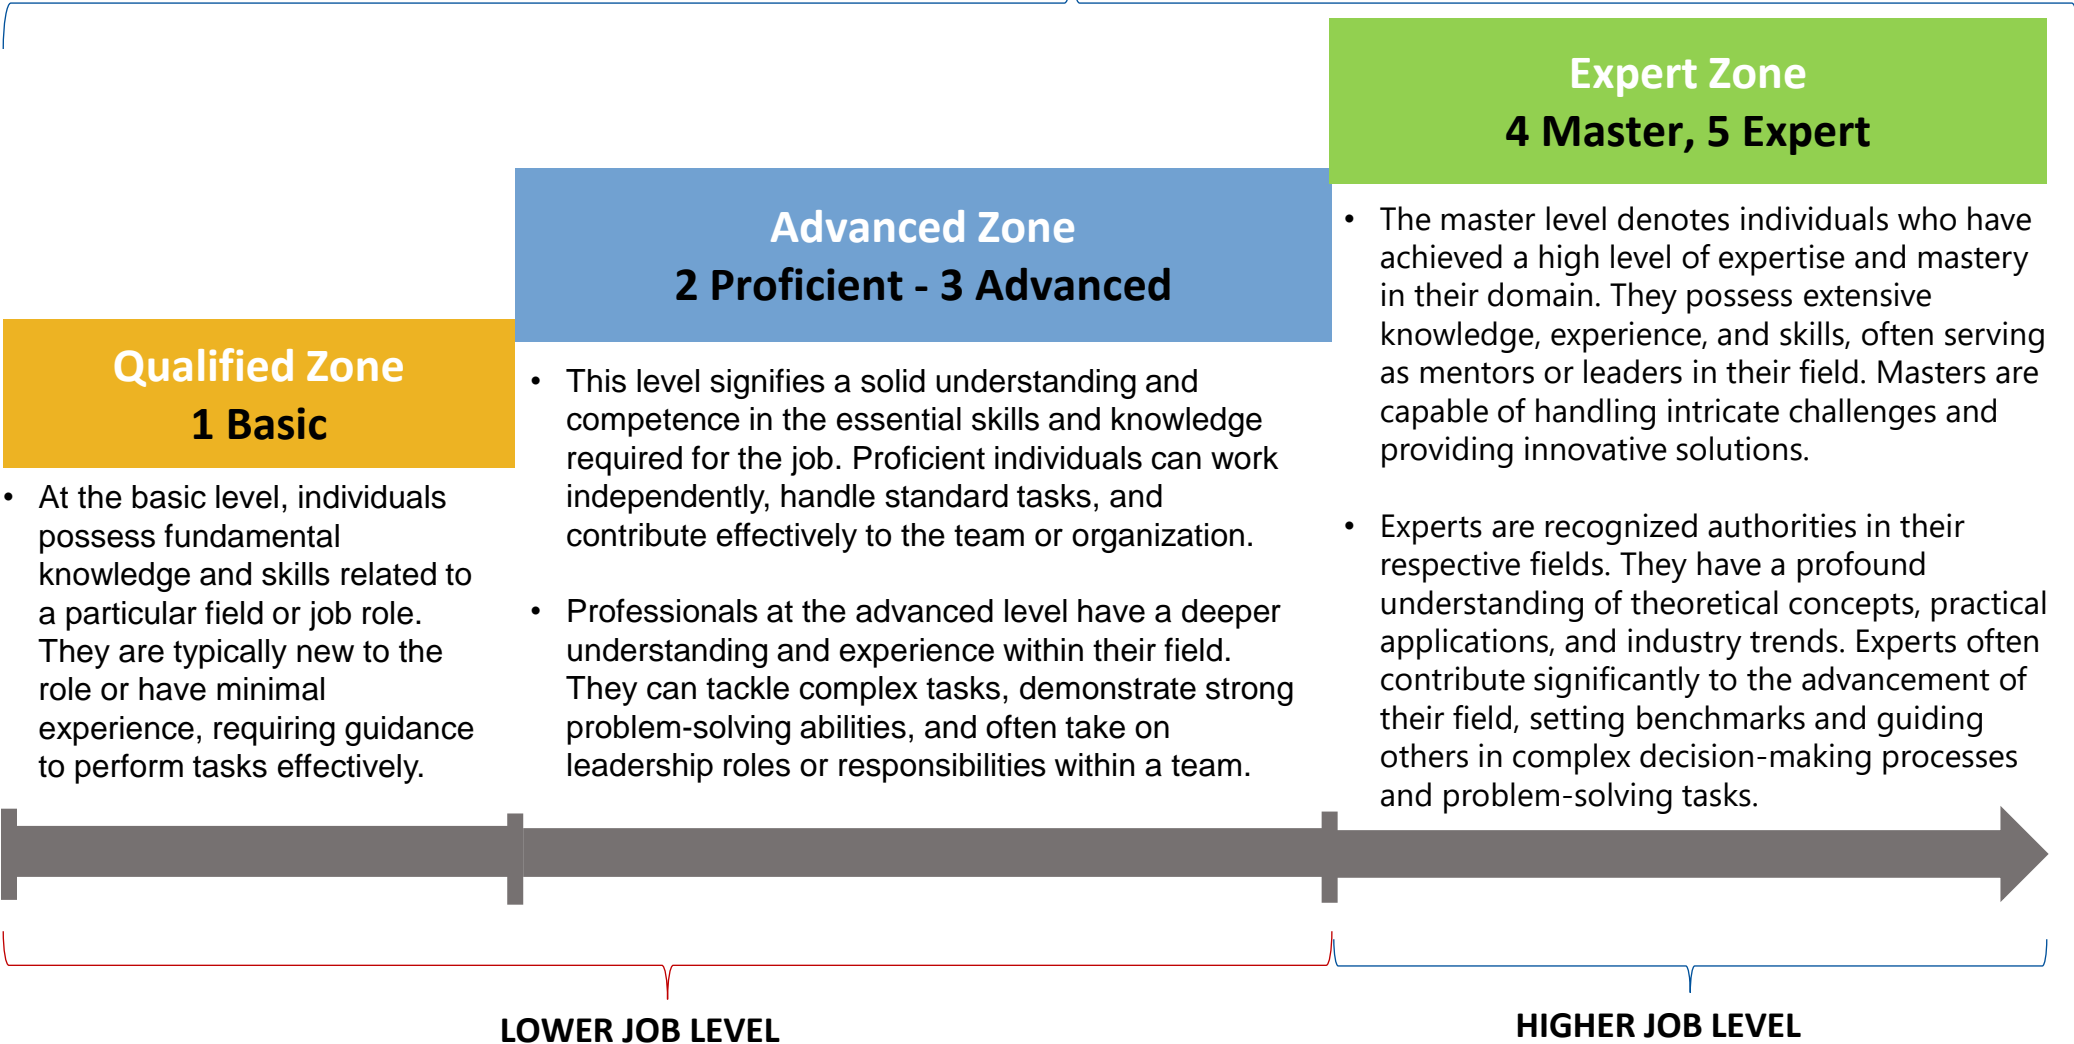 Expert Zone
4 Master, 5 Expert
Advanced Zone
2 Proficient - 3 Advanced
Qualified Zone
1 Basic
• At the basic level, individuals
possess fundamental
knowledge and skills related to
a particular field or job role.
They are typically new to the
role or have minimal
experience, requiring guidance
to perform tasks effectively.
• This level signifies a solid understanding and
competence in the essential skills and knowledge
required for the job. Proficient individuals can work
independently, handle standard tasks, and
contribute effectively to the team or organization.
• Professionals at the advanced level have a deeper
understanding and experience within their field.
They can tackle complex tasks, demonstrate strong
problem-solving abilities, and often take on
leadership roles or responsibilities within a team.
• The master level denotes individuals who have
achieved a high level of expertise and mastery
in their domain. They possess extensive
knowledge, experience, and skills, often serving
as mentors or leaders in their field. Masters are
capable of handling intricate challenges and
providing innovative solutions.
• Experts are recognized authorities in their
respective fields. They have a profound
understanding of theoretical concepts, practical
applications, and industry trends. Experts often
contribute significantly to the advancement of
their field, setting benchmarks and guiding
others in complex decision-making processes
and problem-solving tasks.
LOWER JOB LEVEL
HIGHER JOB LEVEL